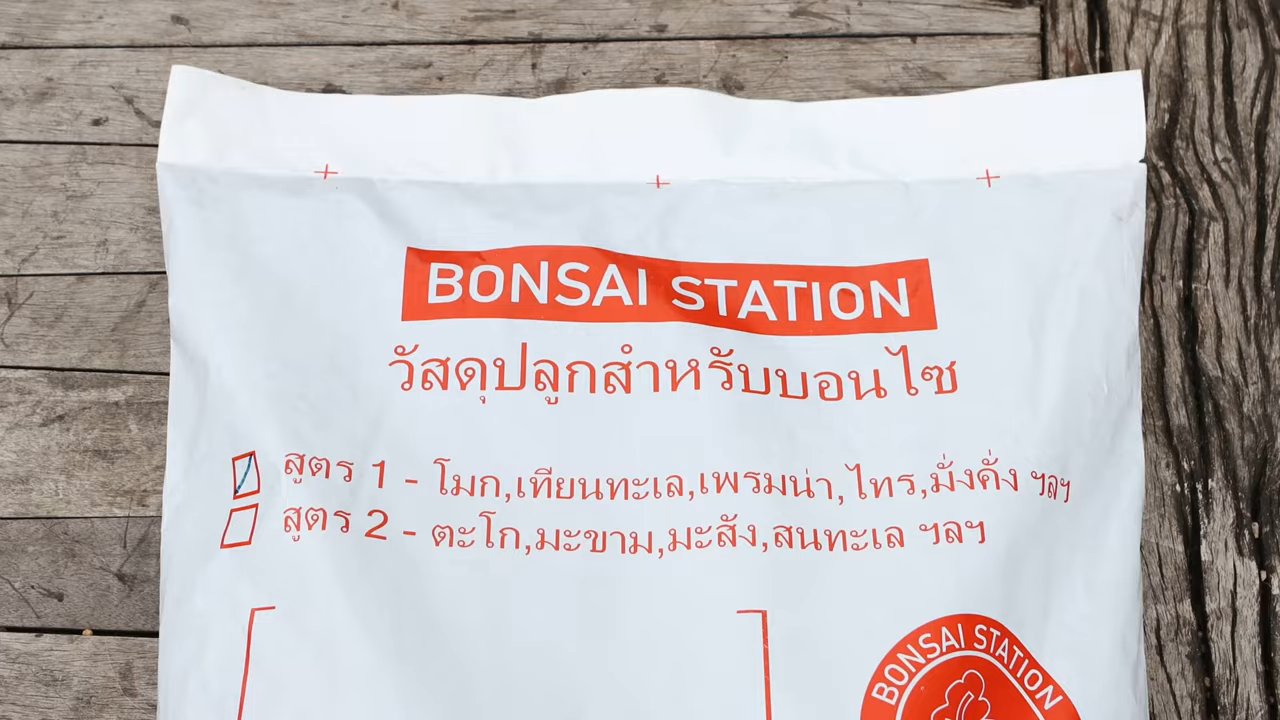 BONSAI STATION
วัสดุปลูกสำหรับบอนไซ
สูตร 1 - โมก,เทียนทะเล,เพรมน่า,ไทร,มั่งคั่ง ฯลฯ
สูตร 2 - ตะโก,มะขาม,มะสัง,สนทะเล ฯลฯ
BONSAI STATION